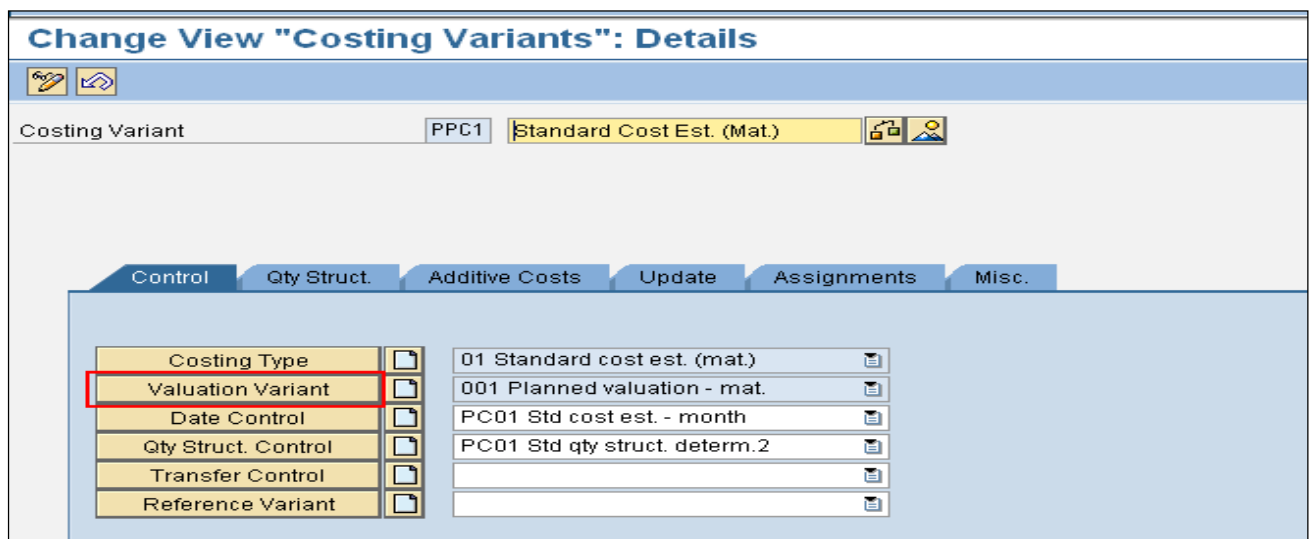 Change View "Costing Variants": Details
Costing Variant PPC1 Standard Cost Est. (Mat.)
Control Qty Struct. Additive Costs Update Assignments Misc.
Costing Type 01 Standard cost est. (mat.)
Valuation Variant 001 Planned valuation - mat.
Date Control PC01 Std cost est. - month
Qty Struct. Control PC01 Std qty struct. determ.2
Transfer Control
Reference Variant